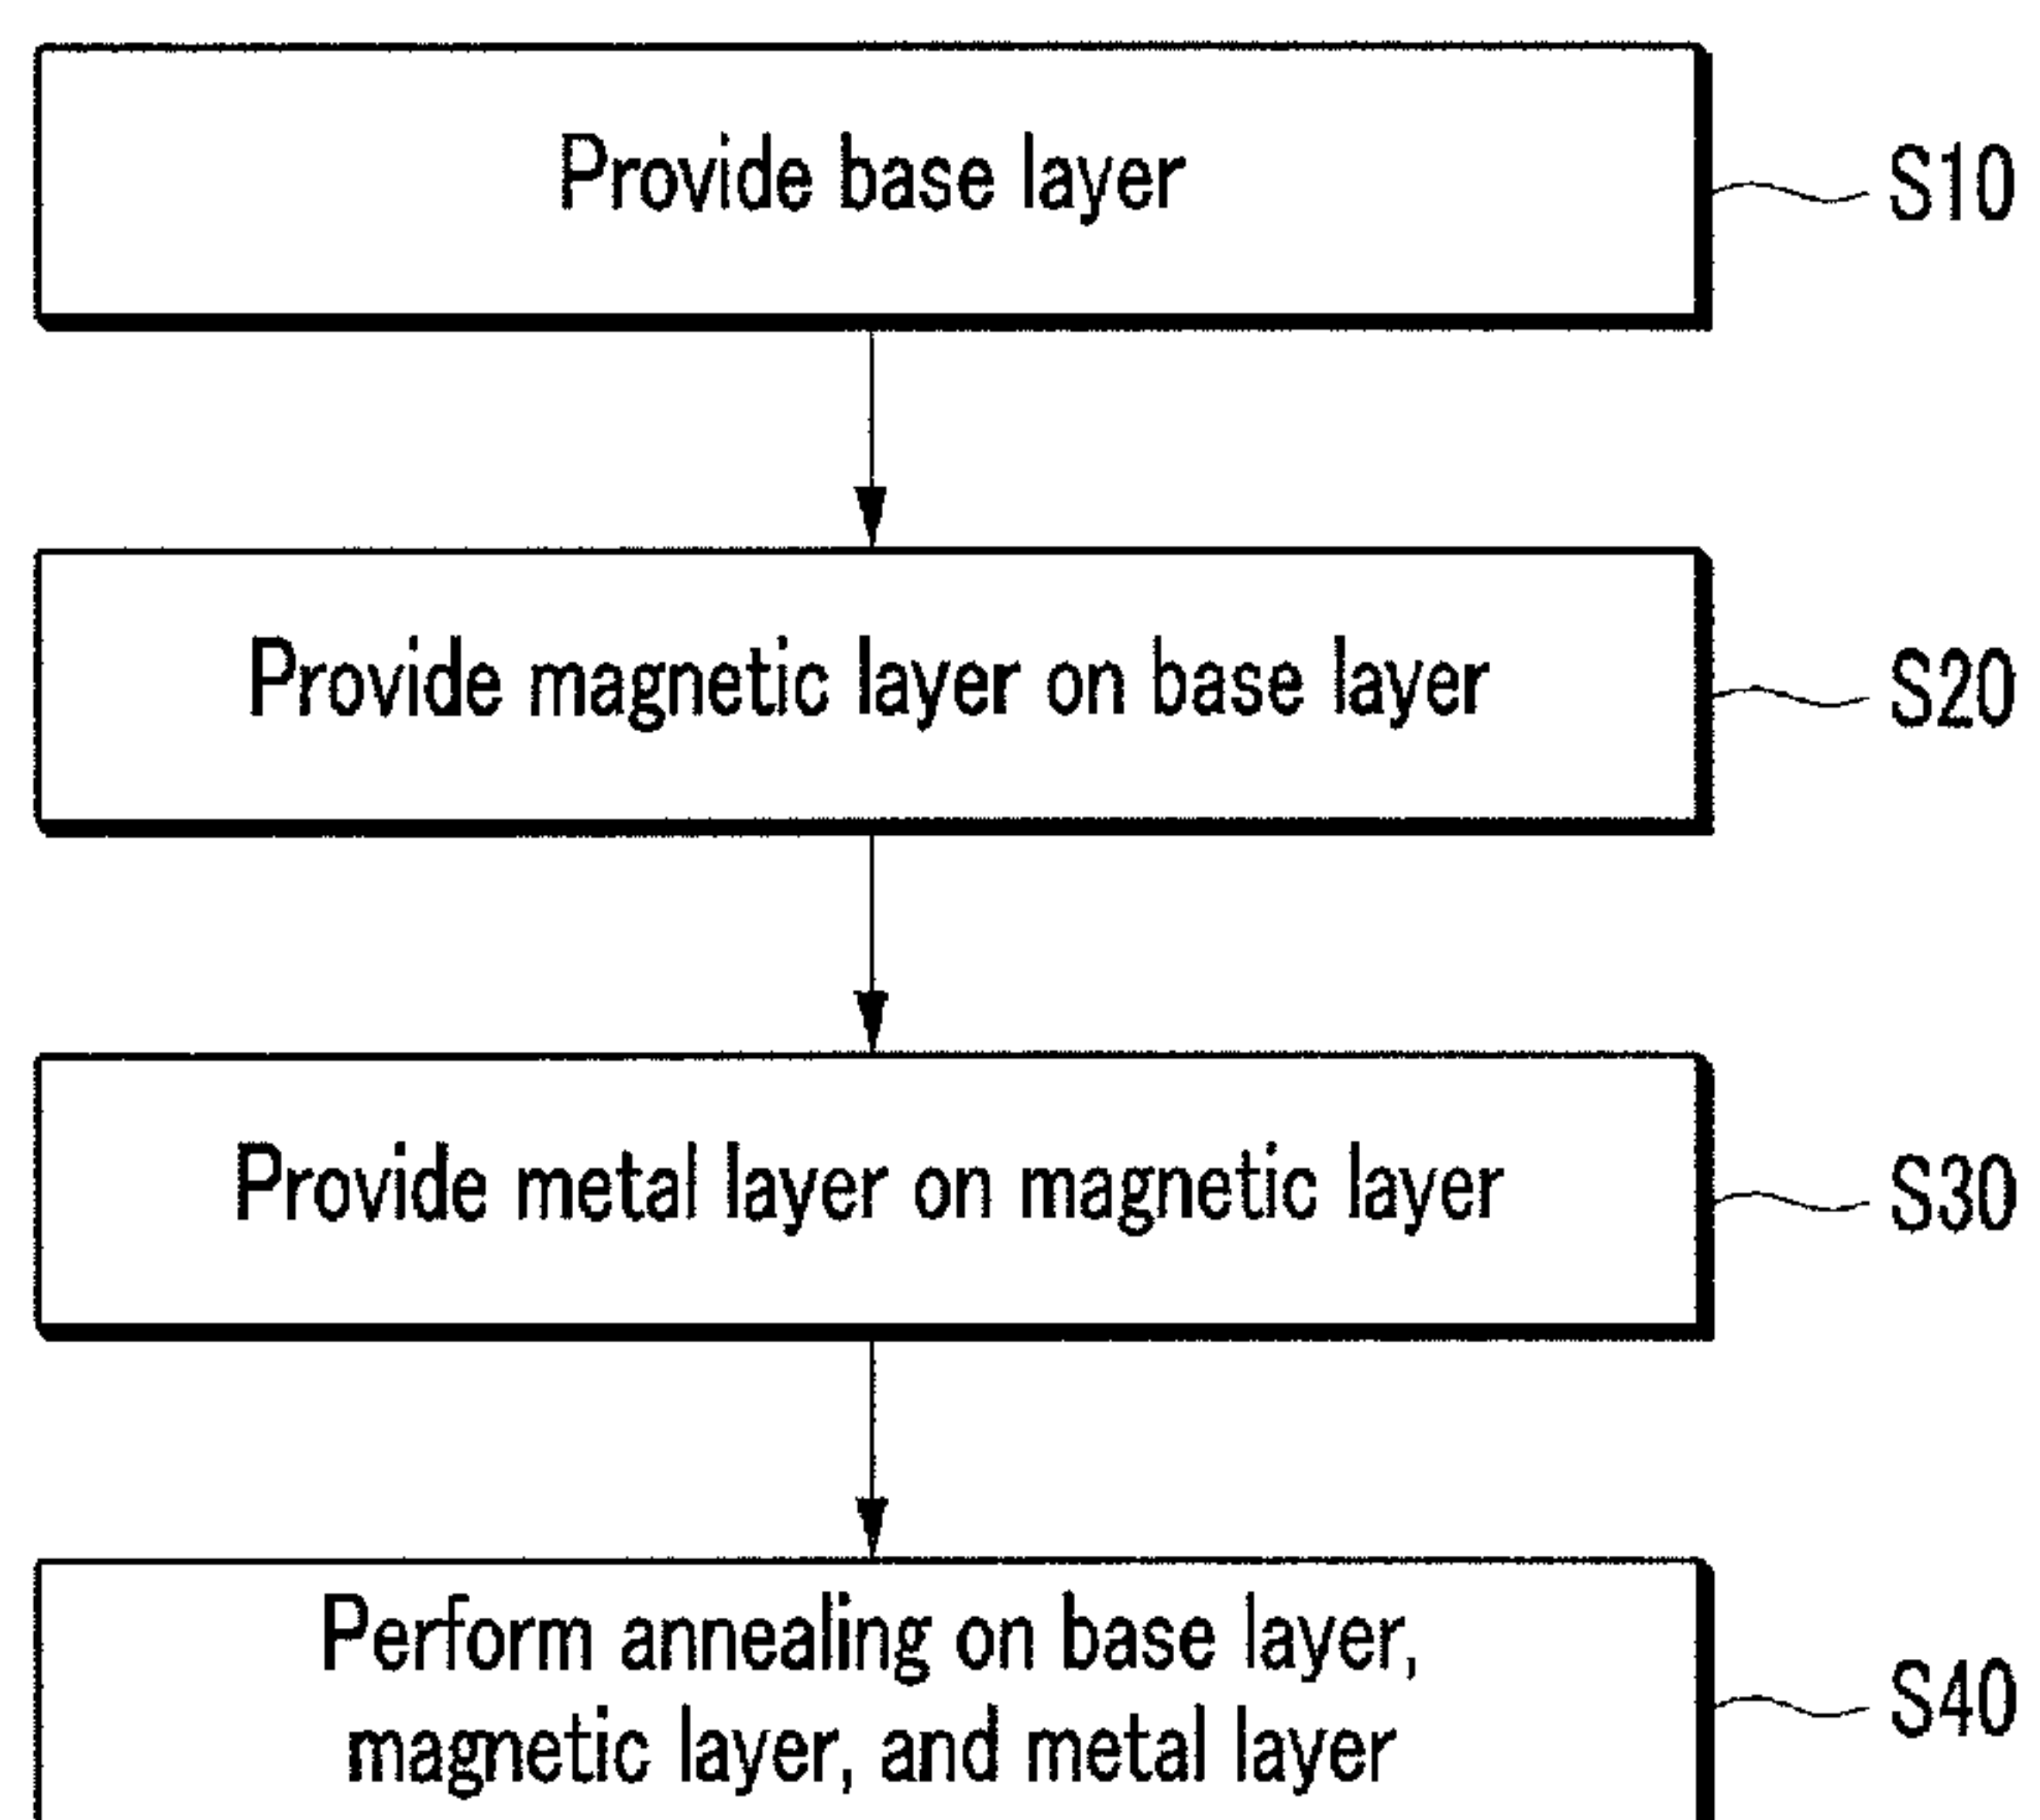 Provide base layer
S10
Provide magnetic layer on base layer
S20
Provide metal layer on magnetic layer
S30
Perform annealing on base layer,
magnetic layer, and metal layer
S40